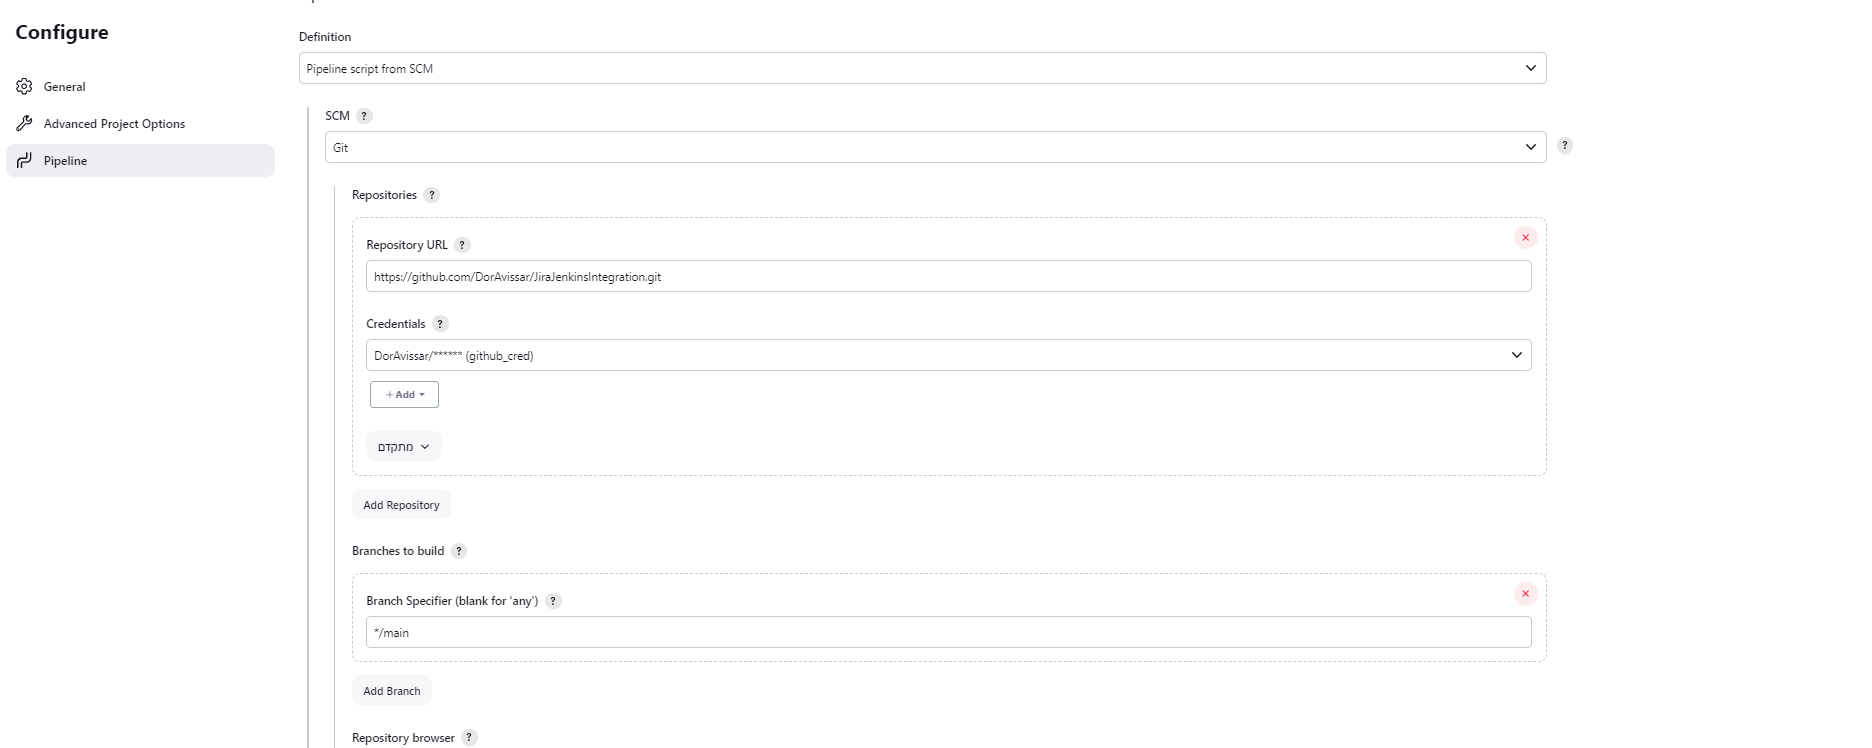 Configure
General
Advanced Project Options
Pipeline
Definition
Pipeline script from SCM
SCM ?
Git
?
Repositories ?
Repository URL ?
https://github.com/DorAvissar/JiraJenkinsIntegration.git
Credentials ?
DorAvissar/****** (github_cred)
+ Add
מתקדם
Add Repository
Branches to build ?
Branch Specifier (blank for 'any') ?
*/main
Add Branch
Repository browser ?